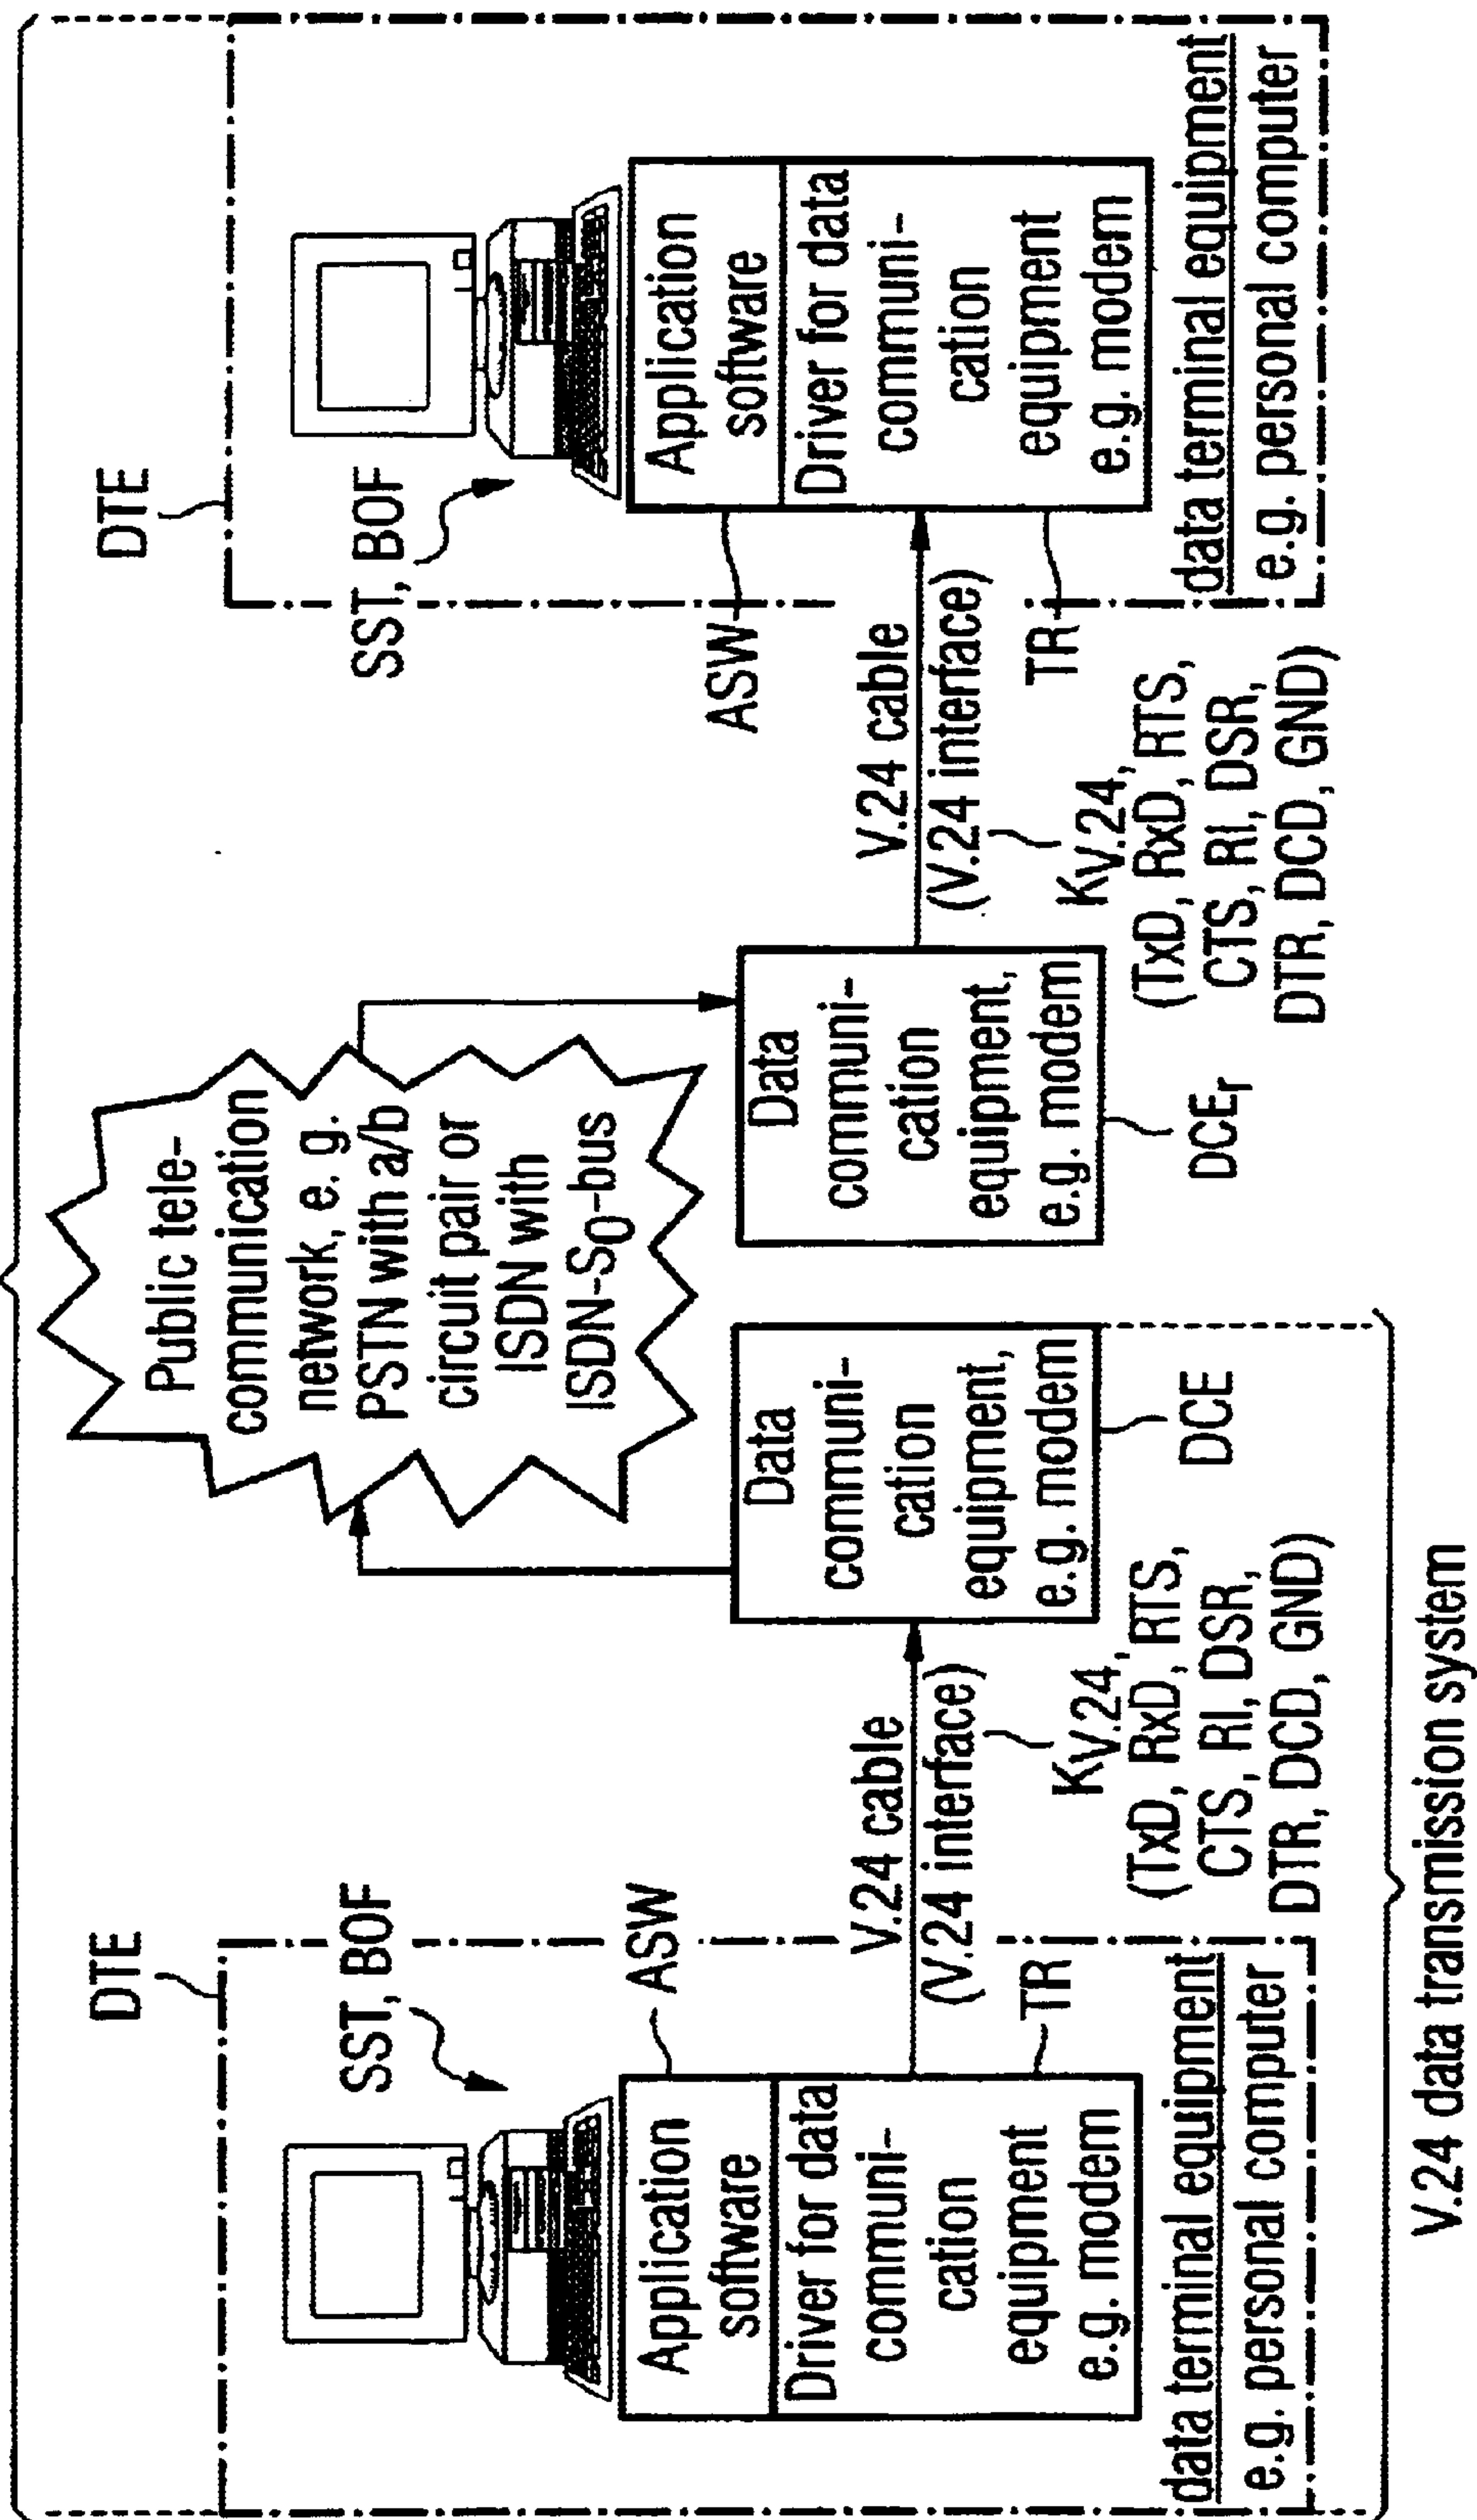 DTE
SST, BOF
ASW
Application
software
Driver for data
communi-
cation
equipment
e.g. modem
TR
data terminal equipment
e.g. personal computer
V.24 cable
(V.24 interface)
KV.24,
(TxD, RxD, RTS,
CTS, RI, DSR,
DTR, DCD, GND)
Data
communi-
cation
equipment,
e.g. modem
DCE
Public tele-
communication
network, e. g.
PSTN with a/b
circuit pair or
ISDN with
ISDN-S0-bus
Data
communi-
cation
equipment,
e.g. modem
DCEr
V.24 cable
(V.24 interface)
KV.24,
(TxD, RxD, RTS,
CTS, RI, DSR,
DTR, DCD, GND)
DTE
SST, BOF
ASW
Application
software
Driver for data
communi-
cation
equipment
e.g. modem
TR
data terminal equipment
e.g. personal computer
V.24 data transmission system